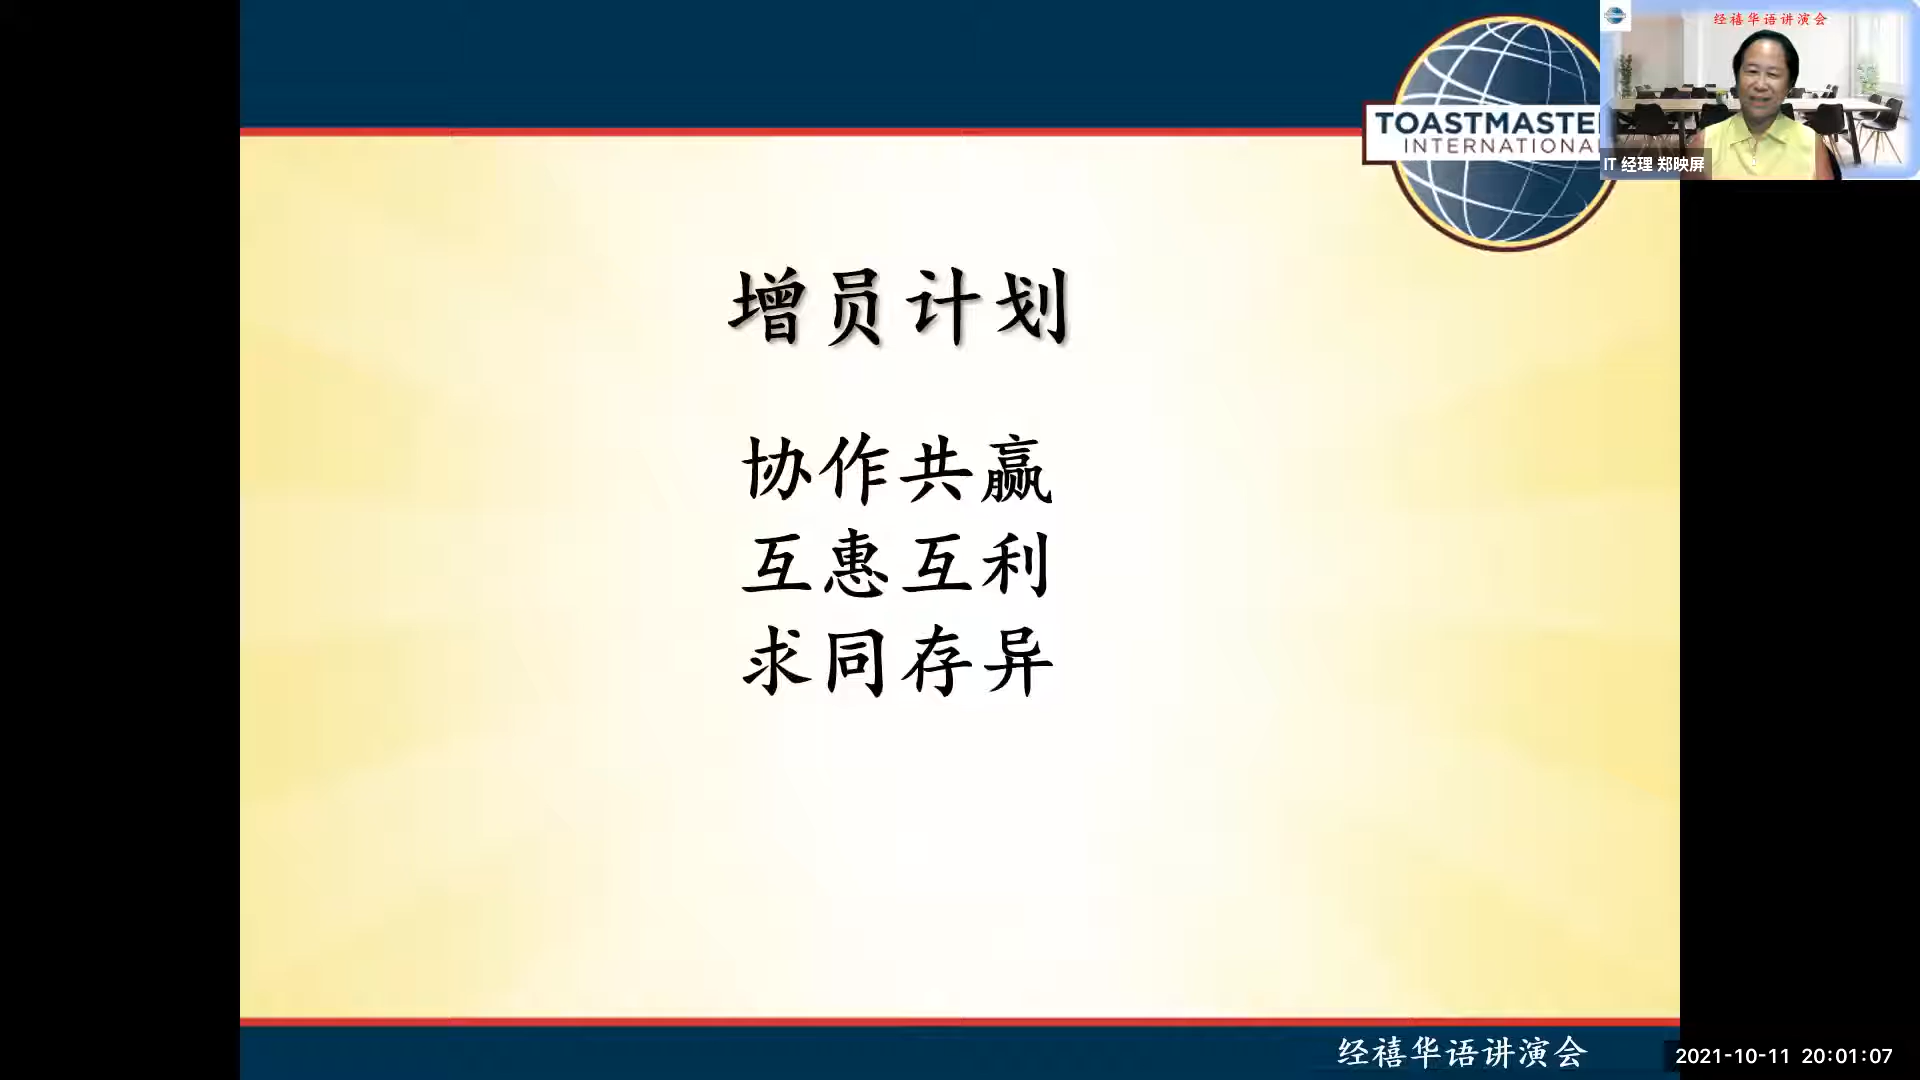 TOASTMASTE
INTERNATIONA
经禧华语讲演会
IT 经理 郑映屏
增员计划
协作共赢
互惠互利
求同存异
经禧华语讲演会
2021-10-11 20:01:07